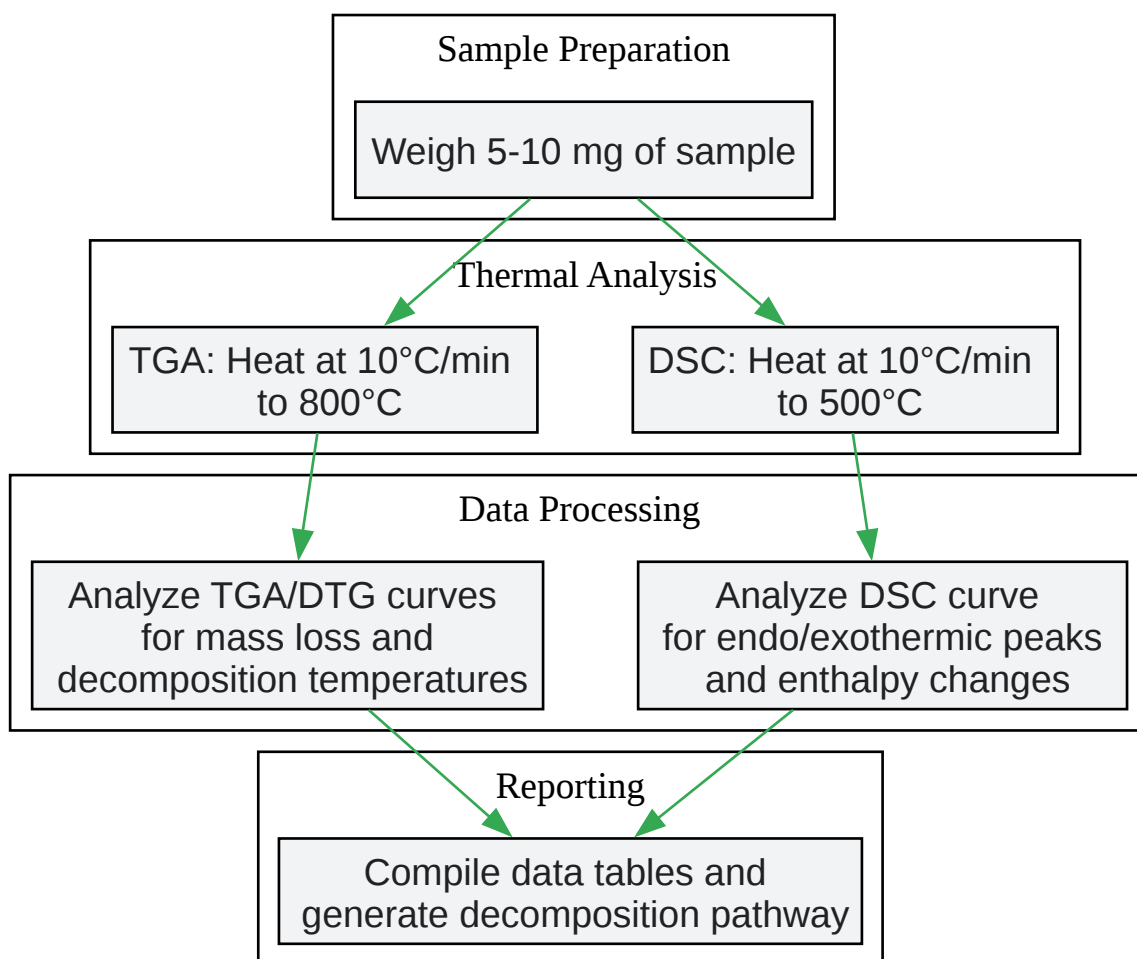 Sample Preparation
Weigh 5-10 mg of sample
Thermal Analysis
TGA: Heat at 10°C/min
to 800°C
DSC: Heat at 10°C/min
to 500°C
Data Processing
Analyze TGA/DTG curves
for mass loss and
decomposition temperatures
Analyze DSC curve
for endo/exothermic peaks
and enthalpy changes
Reporting
Compile data tables and
generate decomposition pathway